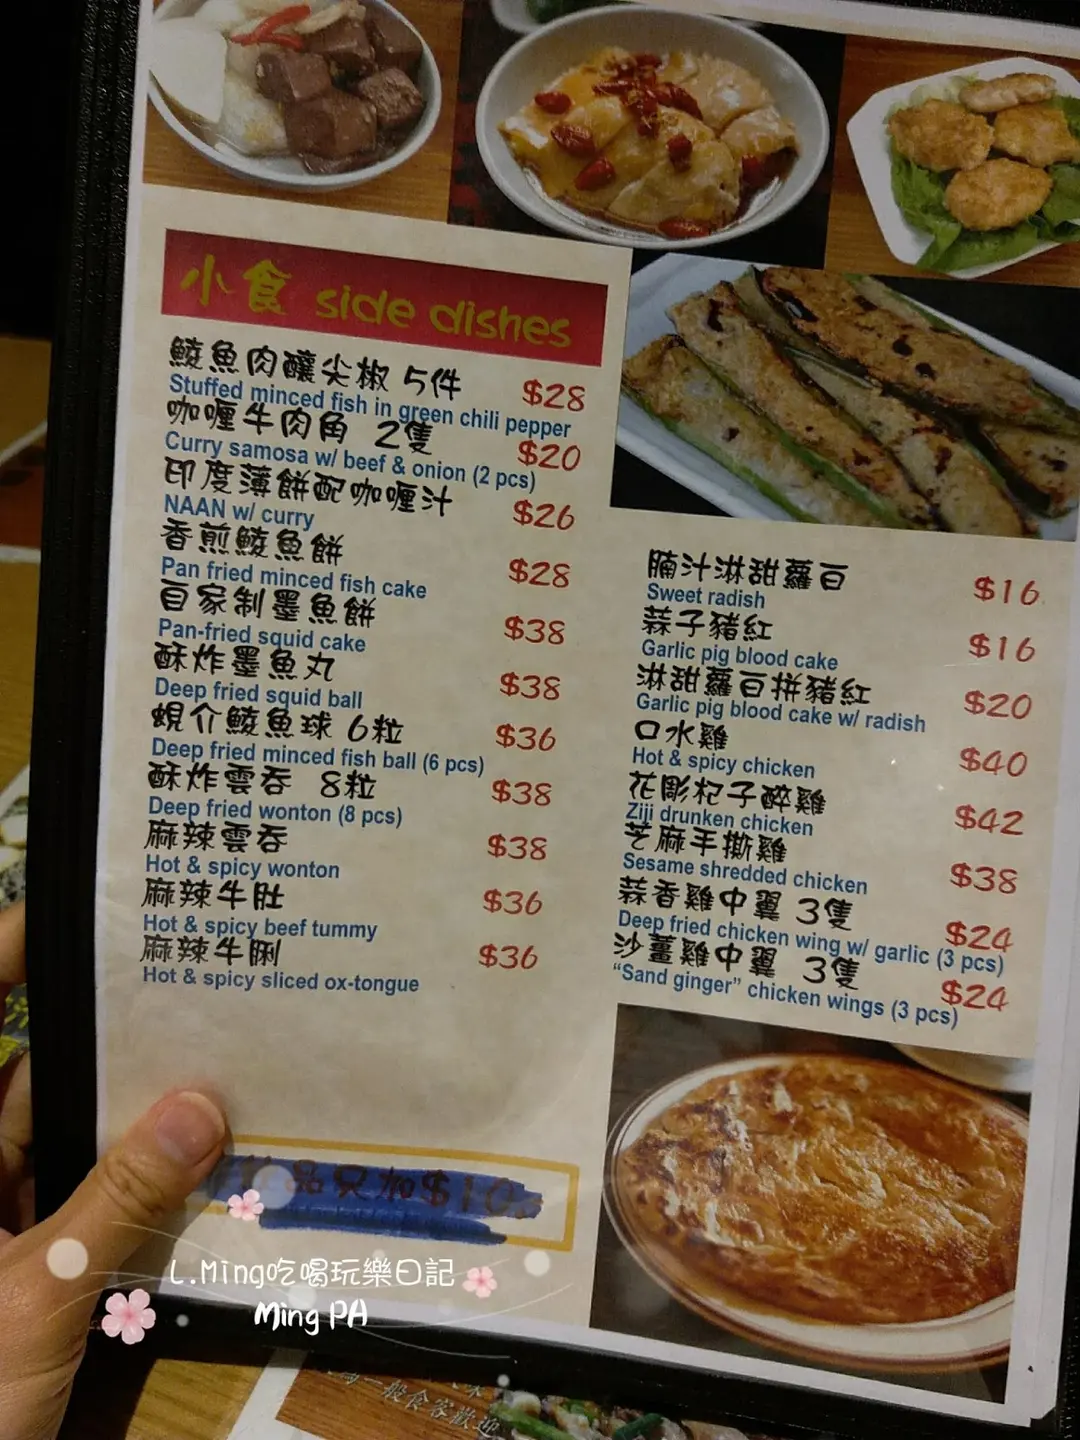 小食 side dishes
鯪魚肉釀尖椒 5件 $28
Stuffed minced fish in green chili pepper
咖喱牛肉角 2隻 $20
Curry samosa w/ beef & onion (2 pcs)
印度薄餅配咖喱汁 $26
NAAN w/ curry
香煎鯪魚餅 $28
Pan fried minced fish cake
自家制墨魚餅 $38
Pan-fried squid cake
酥炸墨魚丸 $38
Deep fried squid ball
蜆介鯪魚球 6粒 $36
Deep fried minced fish ball (6 pcs)
酥炸雲吞 8粒 $38
Deep fried wonton (8 pcs)
麻辣雲吞 $38
Hot & spicy wonton
麻辣牛肚 $36
Hot & spicy beef tummy
麻辣牛脷 $36
Hot & spicy sliced ox-tongue
腩汁淋甜蘿白 $16
Sweet radish
蒜子豬紅 $16
Garlic pig blood cake
淋甜蘿白拼豬紅 $20
Garlic pig blood cake w/ radish
口水雞 $40
Hot & spicy chicken
花彫杞子醉雞 $42
Ziji drunken chicken
芝麻手撕雞 $38
Sesame shredded chicken
蒜香雞中翼 3隻 $24
Deep fried chicken wing w/ garlic (3 pcs)
沙薑雞中翼 3隻 $24
"Sand ginger" chicken wings (3 pcs)
品只加$10
L.Ming吃喝玩樂日記
Ming PA
一般食客歡迎